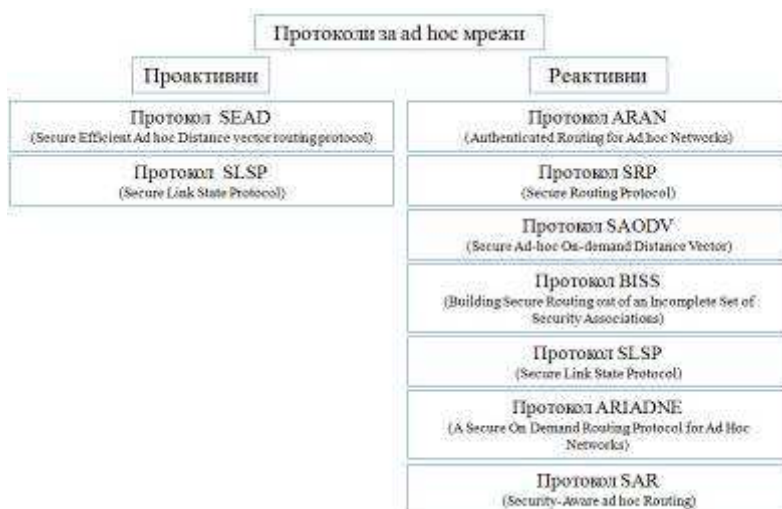 Протоколи за ad hoc мрежи
Проактивни
Протокол SEAD
(Secure Efficient Ad hoc Distance vector routing protocol)
Протокол SLSP
(Secure Link State Protocol)
Реактивни
Протокол ARAN
(Authenticated Routing for Ad hoc Networks)
Протокол SRP
(Secure Routing Protocol)
Протокол SAODV
(Secure Ad-hoc On-demand Distance Vector)
Протокол BISS
(Building Secure Routing out of an Incomplete Set of
Security Associations)
Протокол SLSP
(Secure Link State Protocol)
Протокол ARIADNE
(A Secure On Demand Routing Protocol for Ad Hoc
Networks)
Протокол SAR
(Security-Aware ad hoc Routing)